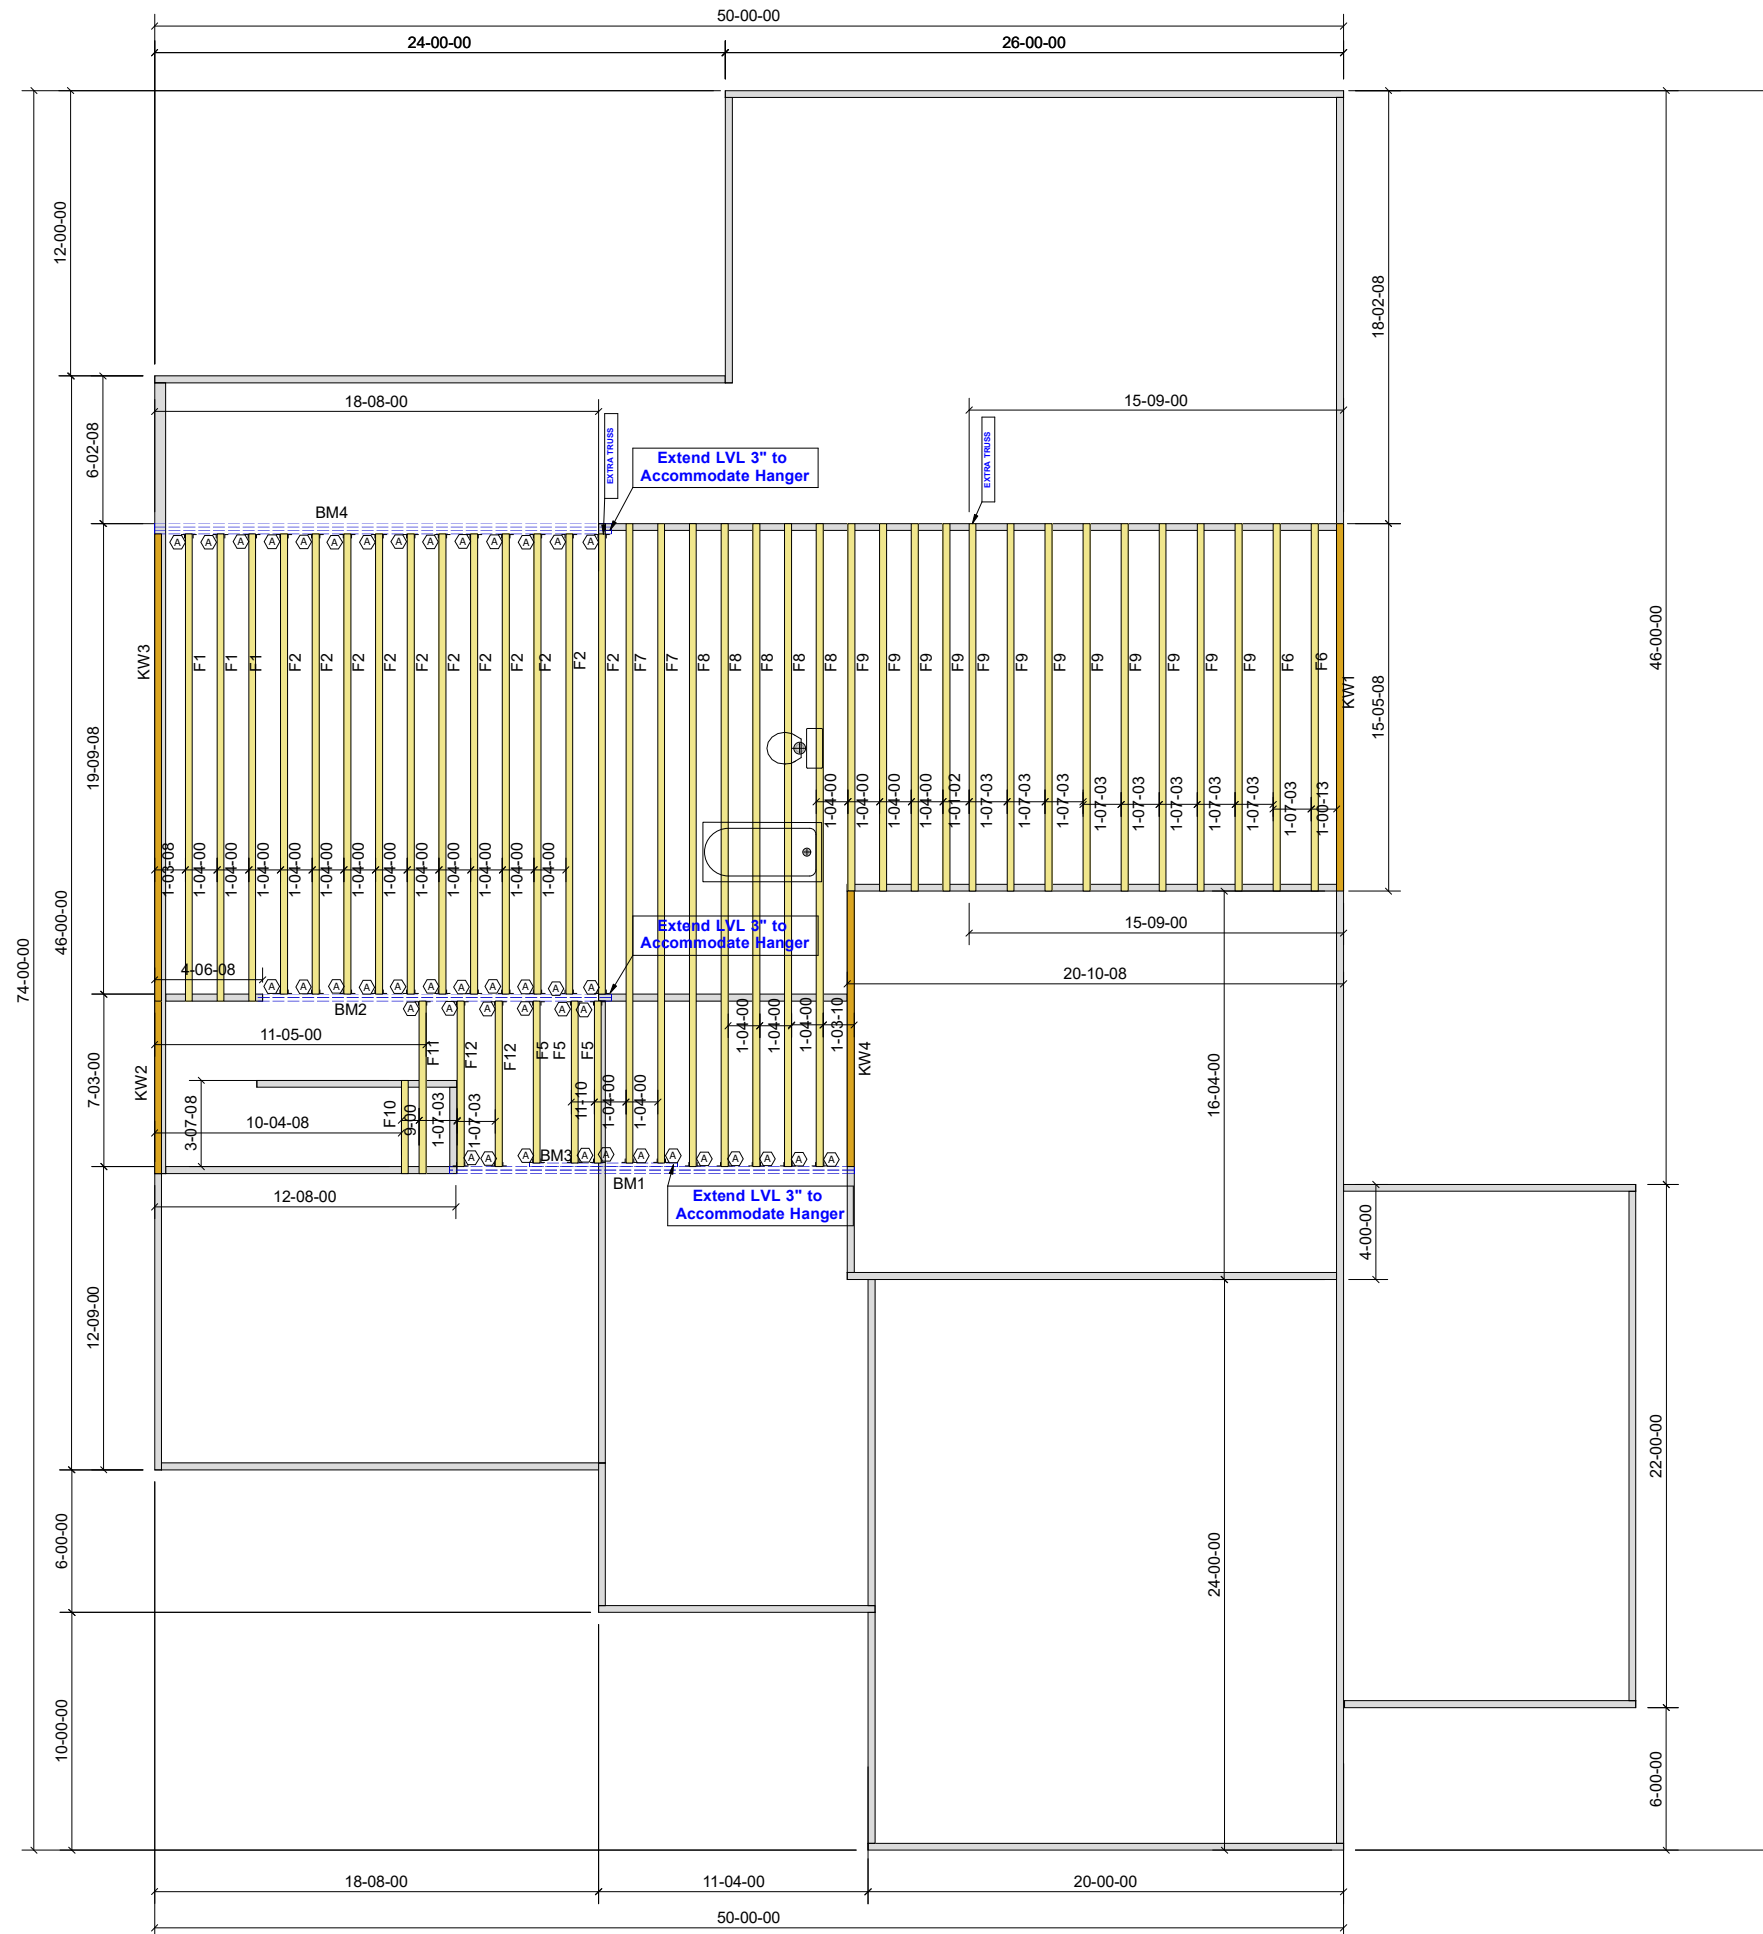 50-00-00
24-00-00
26-00-00
12-00-00
18-02-08
18-08-00
15-09-00
6-02-08
EXTRA TRUSS
EXTRA TRUSS
Extend LVL 3" to
Accommodate Hanger
BM4
A A A A A A A A A A A A A A
KW3
F1
F1
F1
F2
F2
F2
F2
F2
F2
F2
F2
F2
F2
F2
F7
F7
F8
F8
F8
F8
F8
F9
F9
F9
F9
F9
F9
F9
F9
F9
F9
F9
F6
F6
KW1
46-00-00
15-05-08
19-09-08
1-04-00
1-04-00
1-04-00
1-04-00
1-01-02
1-07-03
1-07-03
1-07-03
1-07-03
1-07-03
1-07-03
1-07-03
1-07-03
1-00-13
1-03-08
1-04-00
1-04-00
1-04-00
1-04-00
1-04-00
1-04-00
1-04-00
1-04-00
1-04-00
1-04-00
1-04-00
1-04-00
74-00-00
46-00-00
Extend LVL 3" to
Accommodate Hanger
15-09-00
4-06-08
20-10-08
A A A A A A A A A A A
BM2
A A A A A A
11-05-00
1-04-00
1-04-00
1-04-00
1-03-10
KW4
F11
F12
F12
F5
F5
F5
7-03-00
KW2
3-07-08
10-04-08
F10
9-00
1-07-03
1-07-03
11-10
1-04-00
1-04-00
16-04-00
A A A A A A A A A A A A
BM3
BM1
12-08-00
Extend LVL 3" to
Accommodate Hanger
4-00-00
12-09-00
22-00-00
6-00-00
24-00-00
10-00-00
6-00-00
18-08-00
11-04-00
20-00-00
50-00-00